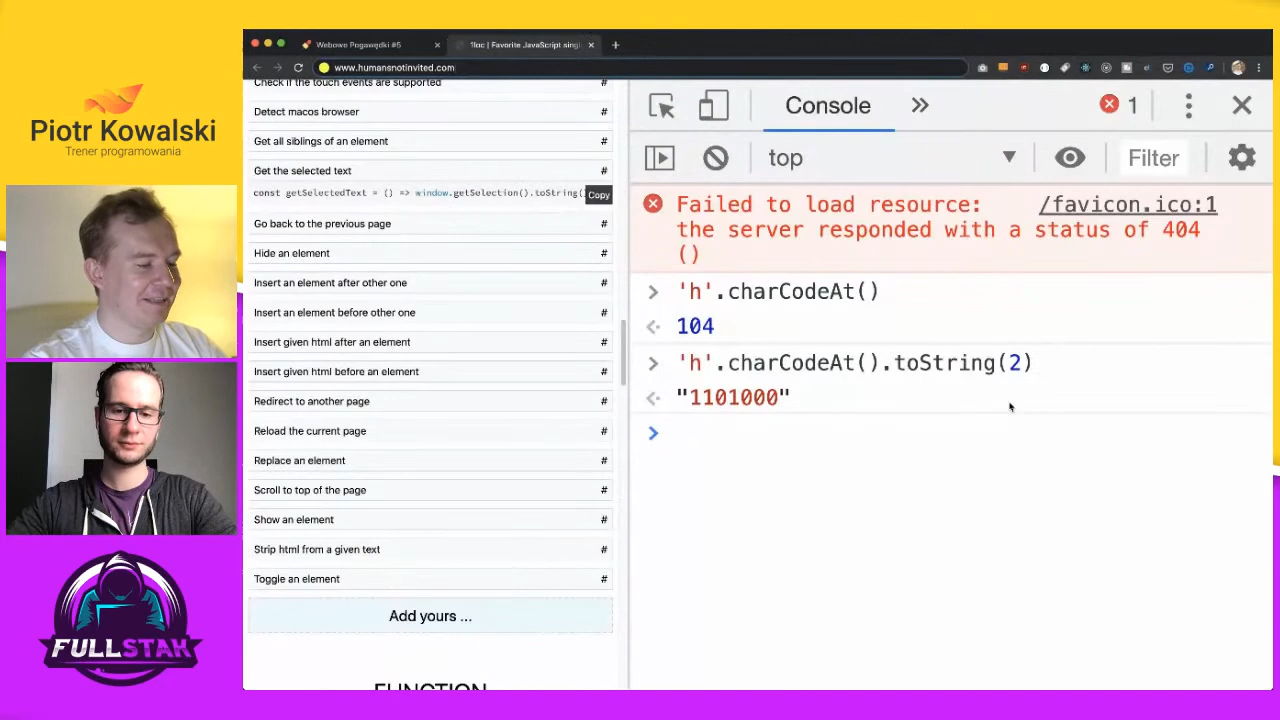 Piotr Kowalski
Trener programowania
FULLSTAK
Webowe Pogawędki #5
1loc | Favorite JavaScript singl
www.humansnotinvited.com
Check if the touch events are supported
Detect macos browser #
Get all siblings of an element #
Get the selected text #
const getSelectedText = () => window.getSelection().toString(
Copy
Go back to the previous page #
Hide an element #
Insert an element after other one #
Insert an element before other one #
Insert given html after an element #
Insert given html before an element #
Redirect to another page #
Reload the current page #
Replace an element #
Scroll to top of the page #
Show an element #
Strip html from a given text #
Toggle an element #
Add yours ...
FUNCTION
Console » 1
top Filter
Failed to load resource: /favicon.ico:1
the server responded with a status of 404
()
> 'h'.charCodeAt()
104
> 'h'.charCodeAt().toString(2)
"1101000"
>